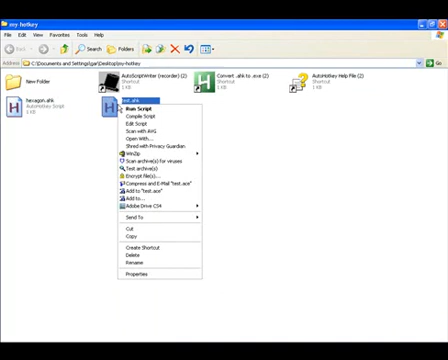 my-hotkey
File Edit View Favorites Tools Help
Back Search Folders
Address C:\Documents and Settings\gar\Desktop\my-hotkey Go
New Folder
AutoScriptWriter (recorder) (2)
Shortcut
1 KB
Convert .ahk to .exe (2)
Shortcut
1 KB
AutoHotkey Help File (2)
Shortcut
1 KB
hexagon.ahk
AutoHotkey Script
1 KB
test.ahk
Run Script
Compile Script
Edit Script
Scan with AVG
Open With...
Shred with Privacy Guardian
WinZip
Scan archive(s) for viruses
Test archive(s)
Encrypt file(s)...
Compress and E-Mail "test.ace"
Add to "test.ace"
Add to...
Adobe Drive CS4
Send To
Cut
Copy
Create Shortcut
Delete
Rename
Properties